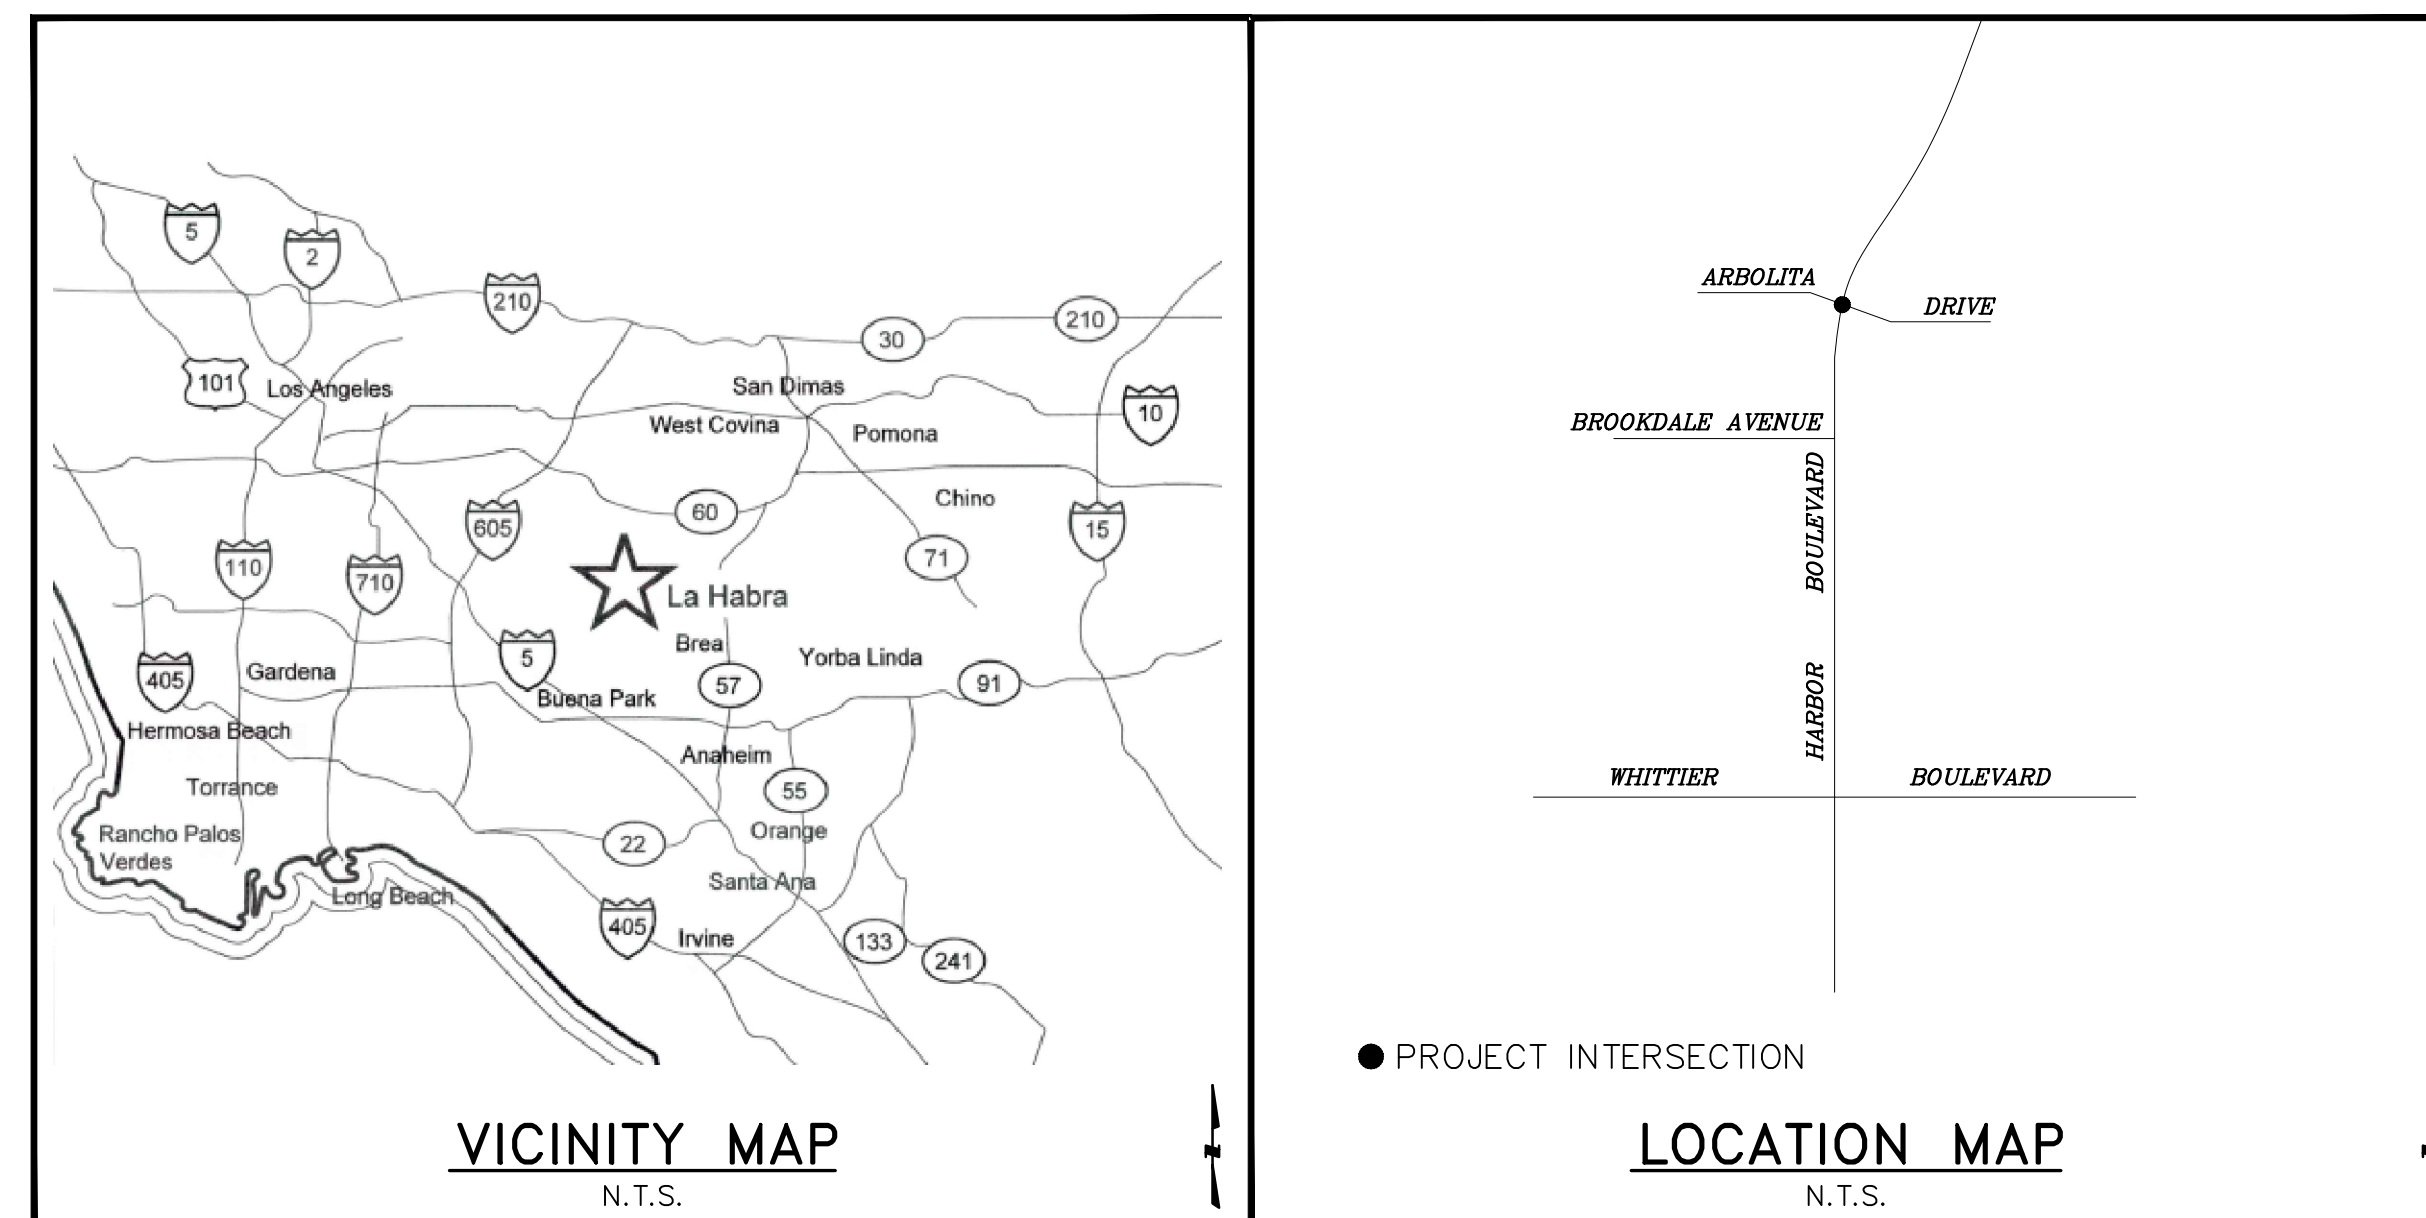 5
2
210
210
30
101
Los Angeles
San Dimas
10
West Covina
Pomona
Chino
60
605
15
71
110
710
La Habra
Brea
5
Yorba Linda
Gardena
405
57
91
Buena Park
Hermosa Beach
Anaheim
Torrance
55
Rancho Palos
Verdes
Orange
22
Santa Ana
Long Beach
405
Irvine
133
241
VICINITY MAP
N.T.S.
N
ARBOLITA
DRIVE
BROOKDALE AVENUE
HARBOR BOULEVARD
WHITTIER BOULEVARD
PROJECT INTERSECTION
LOCATION MAP
N.T.S.